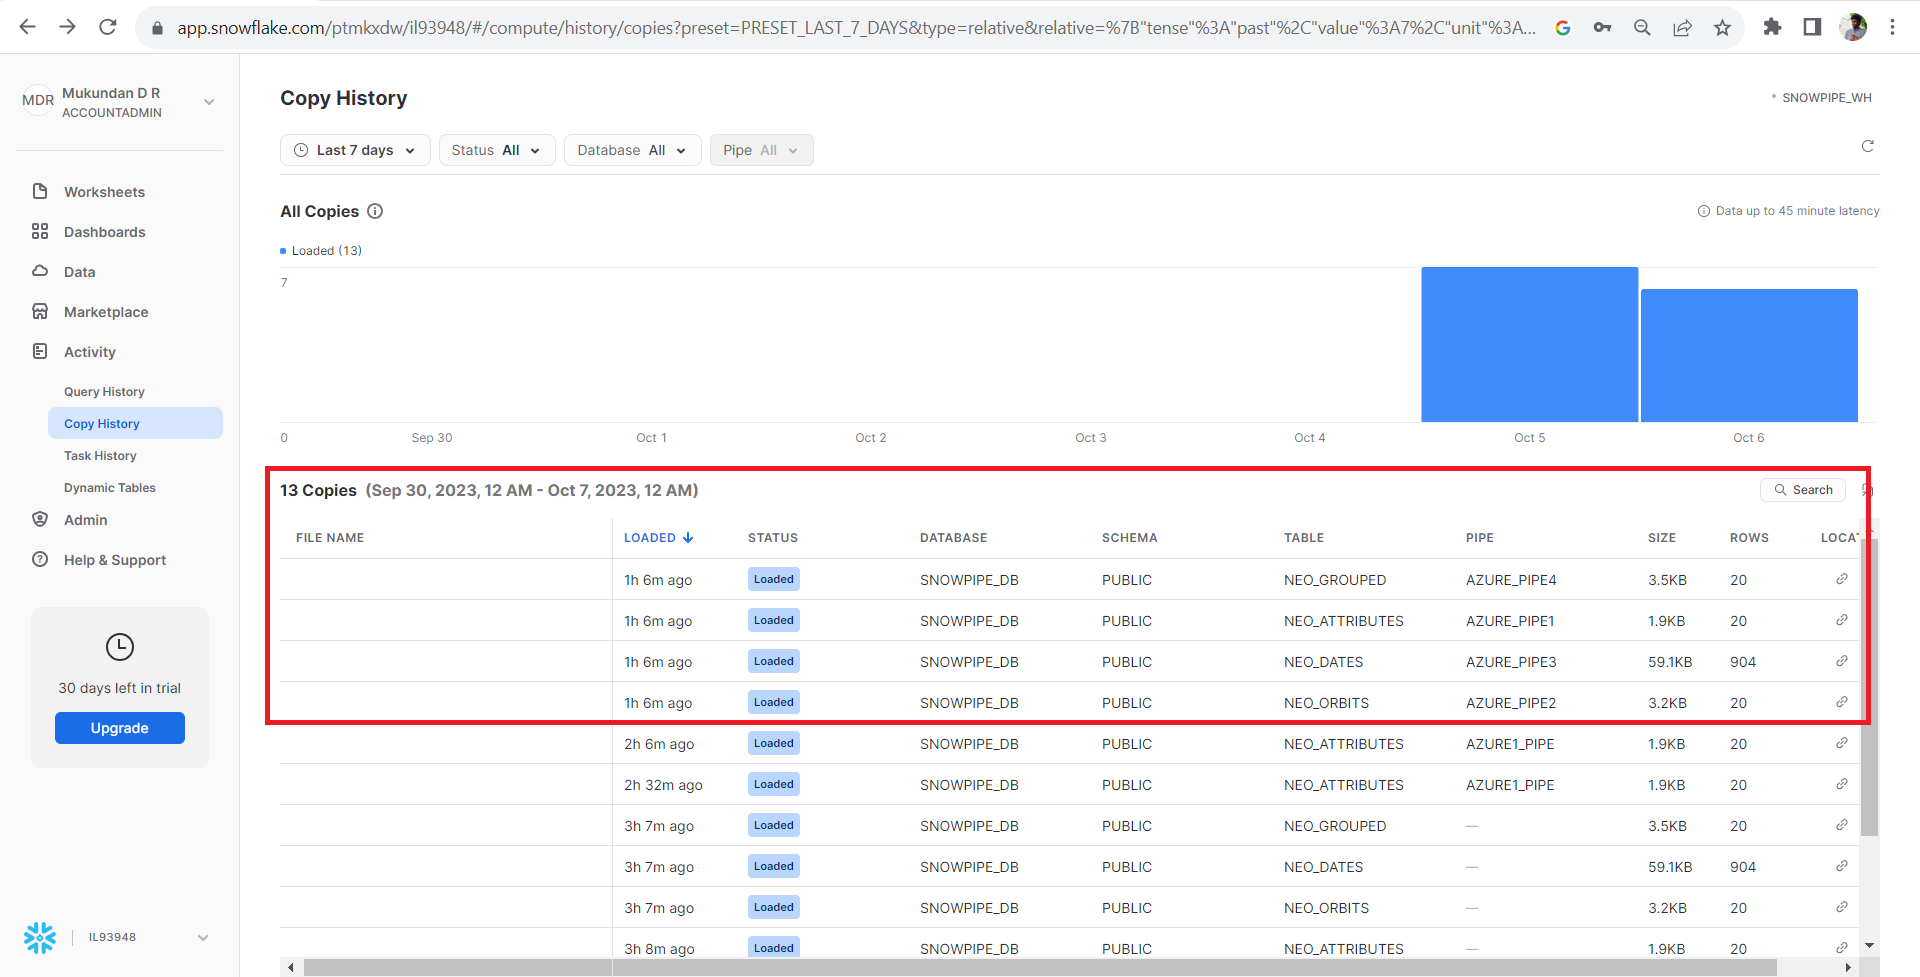 app.snowflake.com/ptmkxdw/il93948/#/compute/history/copies?preset=PRESET_LAST_7_DAYS&type=relative&relative=%7B"tense"%3A"past"%2C"value"%3A7%2C"unit"%3A...
MDR Mukundan D R
ACCOUNTADMIN
Worksheets
Dashboards
Data
Marketplace
Activity
Query History
Copy History
Task History
Dynamic Tables
Admin
Help & Support
30 days left in trial
Upgrade
IL93948
Copy History
SNOWPIPE_WH
Last 7 days Status All Database All Pipe All
All Copies
Data up to 45 minute latency
Loaded (13)
7
0 Sep 30 Oct 1 Oct 2 Oct 3 Oct 4 Oct 5 Oct 6
13 Copies (Sep 30, 2023, 12 AM - Oct 7, 2023, 12 AM) Search
FILE NAME LOADED STATUS DATABASE SCHEMA TABLE PIPE SIZE ROWS LOCAT
1h 6m ago Loaded SNOWPIPE_DB PUBLIC NEO_GROUPED AZURE_PIPE4 3.5KB 20
1h 6m ago Loaded SNOWPIPE_DB PUBLIC NEO_ATTRIBUTES AZURE_PIPE1 1.9KB 20
1h 6m ago Loaded SNOWPIPE_DB PUBLIC NEO_DATES AZURE_PIPE3 59.1KB 904
1h 6m ago Loaded SNOWPIPE_DB PUBLIC NEO_ORBITS AZURE_PIPE2 3.2KB 20
2h 6m ago Loaded SNOWPIPE_DB PUBLIC NEO_ATTRIBUTES AZURE1_PIPE 1.9KB 20
2h 32m ago Loaded SNOWPIPE_DB PUBLIC NEO_ATTRIBUTES AZURE1_PIPE 1.9KB 20
3h 7m ago Loaded SNOWPIPE_DB PUBLIC NEO_GROUPED — 3.5KB 20
3h 7m ago Loaded SNOWPIPE_DB PUBLIC NEO_DATES — 59.1KB 904
3h 7m ago Loaded SNOWPIPE_DB PUBLIC NEO_ORBITS — 3.2KB 20
3h 8m ago Loaded SNOWPIPE_DB PUBLIC NEO_ATTRIBUTES — 1.9KB 20